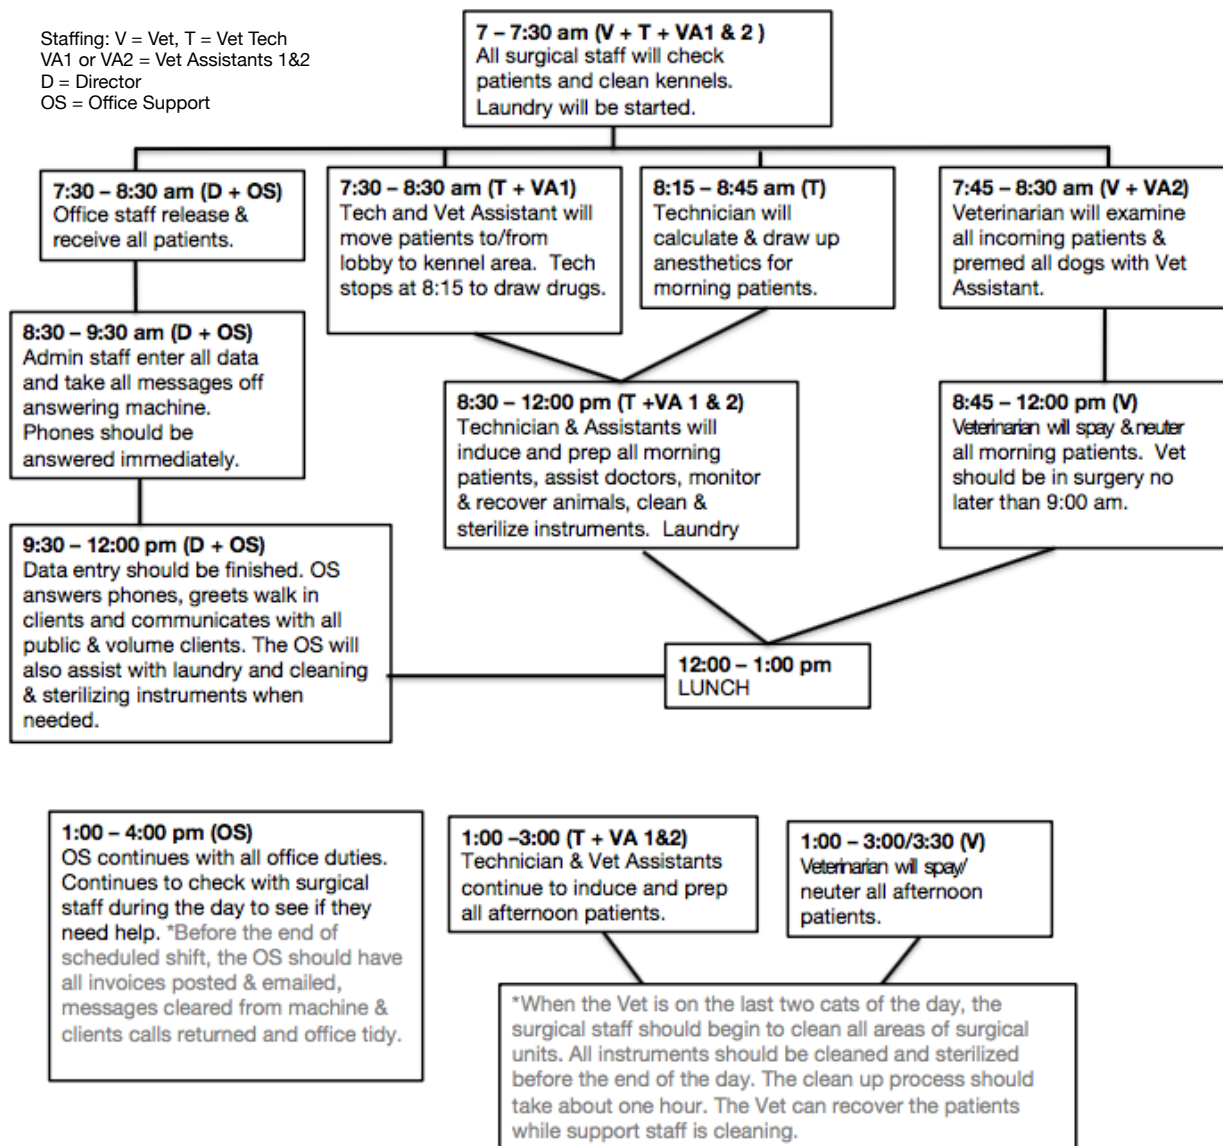 Staffing: V = Vet, T = Vet Tech
VA1 or VA2 = Vet Assistants 1&2
D = Director
OS = Office Support
7 – 7:30 am (V + T + VA1 & 2 )
All surgical staff will check
patients and clean kennels.
Laundry will be started.
7:30 – 8:30 am (D + OS)
Office staff release &
receive all patients.
7:30 – 8:30 am (T + VA1)
Tech and Vet Assistant will
move patients to/from
lobby to kennel area.  Tech
stops at 8:15 to draw drugs.
8:15 – 8:45 am (T)
Technician will
calculate & draw up
anesthetics for
morning patients.
7:45 – 8:30 am (V + VA2)
Veterinarian will examine
all incoming patients &
premed all dogs with Vet
Assistant.
8:30 – 9:30 am (D + OS)
Admin staff enter all data
and take all messages off
answering machine.
Phones should be
answered immediately.
8:30 – 12:00 pm (T +VA 1 & 2)
Technician & Assistants will
induce and prep all morning
patients, assist doctors, monitor
& recover animals, clean &
sterilize instruments.  Laundry
8:45 – 12:00 pm (V)
Veterinarian will spay & neuter
all morning patients.  Vet
should be in surgery no
later than 9:00 am.
9:30 – 12:00 pm (D + OS)
Data entry should be finished. OS
answers phones, greets walk in
clients and communicates with all
public & volume clients. The OS will
also assist with laundry and cleaning
& sterilizing instruments when
needed.
12:00 – 1:00 pm
LUNCH
1:00 – 4:00 pm (OS)
OS continues with all office duties.
Continues to check with surgical
staff during the day to see if they
need help. *Before the end of
scheduled shift, the OS should have
all invoices posted & emailed,
messages cleared from machine &
clients calls returned and office tidy.
1:00 –3:00 (T + VA 1&2)
Technician & Vet Assistants
continue to induce and prep
all afternoon patients.
1:00 – 3:00/3:30 (V)
Veterinarian will spay/
neuter all afternoon
patients.
*When the Vet is on the last two cats of the day, the
surgical staff should begin to clean all areas of surgical
units. All instruments should be cleaned and sterilized
before the end of the day. The clean up process should
take about one hour. The Vet can recover the patients
while support staff is cleaning.